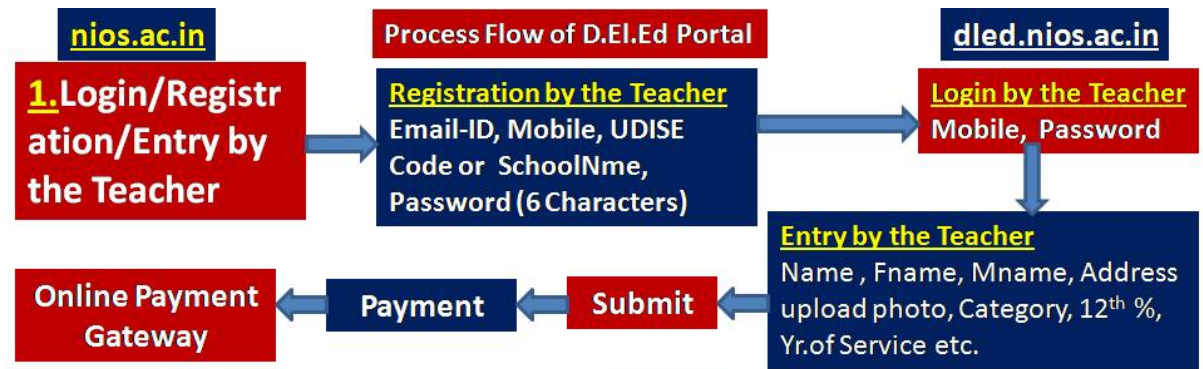 nios.ac.in
Process Flow of D.El.Ed Portal
dled.nios.ac.in
1.Login/Registr
ation/Entry by
the Teacher
Registration by the Teacher
Email-ID, Mobile, UDISE
Code or SchoolNme,
Password (6 Characters)
Login by the Teacher
Mobile, Password
Entry by the Teacher
Name , Fname, Mname, Address
upload photo, Category, 12th %,
Yr.of Service etc.
Submit
Payment
Online Payment
Gateway